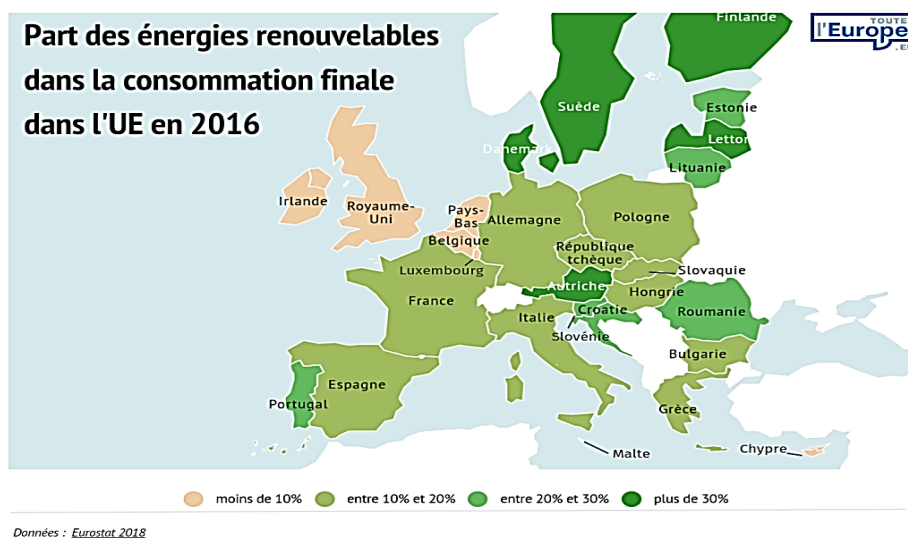 Part des énergies renouvelables
dans la consommation finale
dans l'UE en 2016
Finlande
TOUTE
l'Europe
.E
Suède
Estonie
Danemark
Letton
Lituanie
Irlande
Royaume-
Uni
Pays-
Bas
Allemagne
Pologne
Belgique
République
tchèque
Luxembourg
Slovaquie
France
Autriche
Hongrie
Italie
Croatie
Roumanie
Slovénie
Bulgarie
Espagne
Portugal
Grèce
Malte
Chypre
moins de 10%
entre 10% et 20%
entre 20% et 30%
plus de 30%
Données : Eurostat 2018